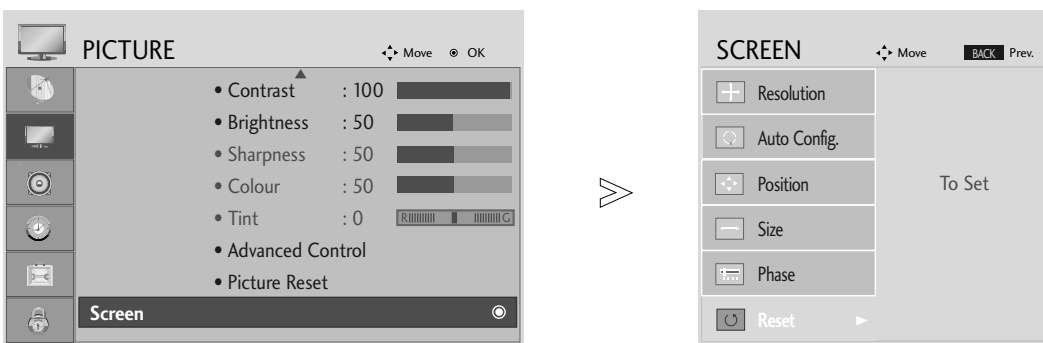 PICTURE
Move OK
• Contrast : 100
• Brightness : 50
• Sharpness : 50
• Colour : 50
• Tint : 0 R G
• Advanced Control
• Picture Reset
Screen
SCREEN
Move BACK Prev.
Resolution
Auto Config.
Position
Size
Phase
Reset
To Set